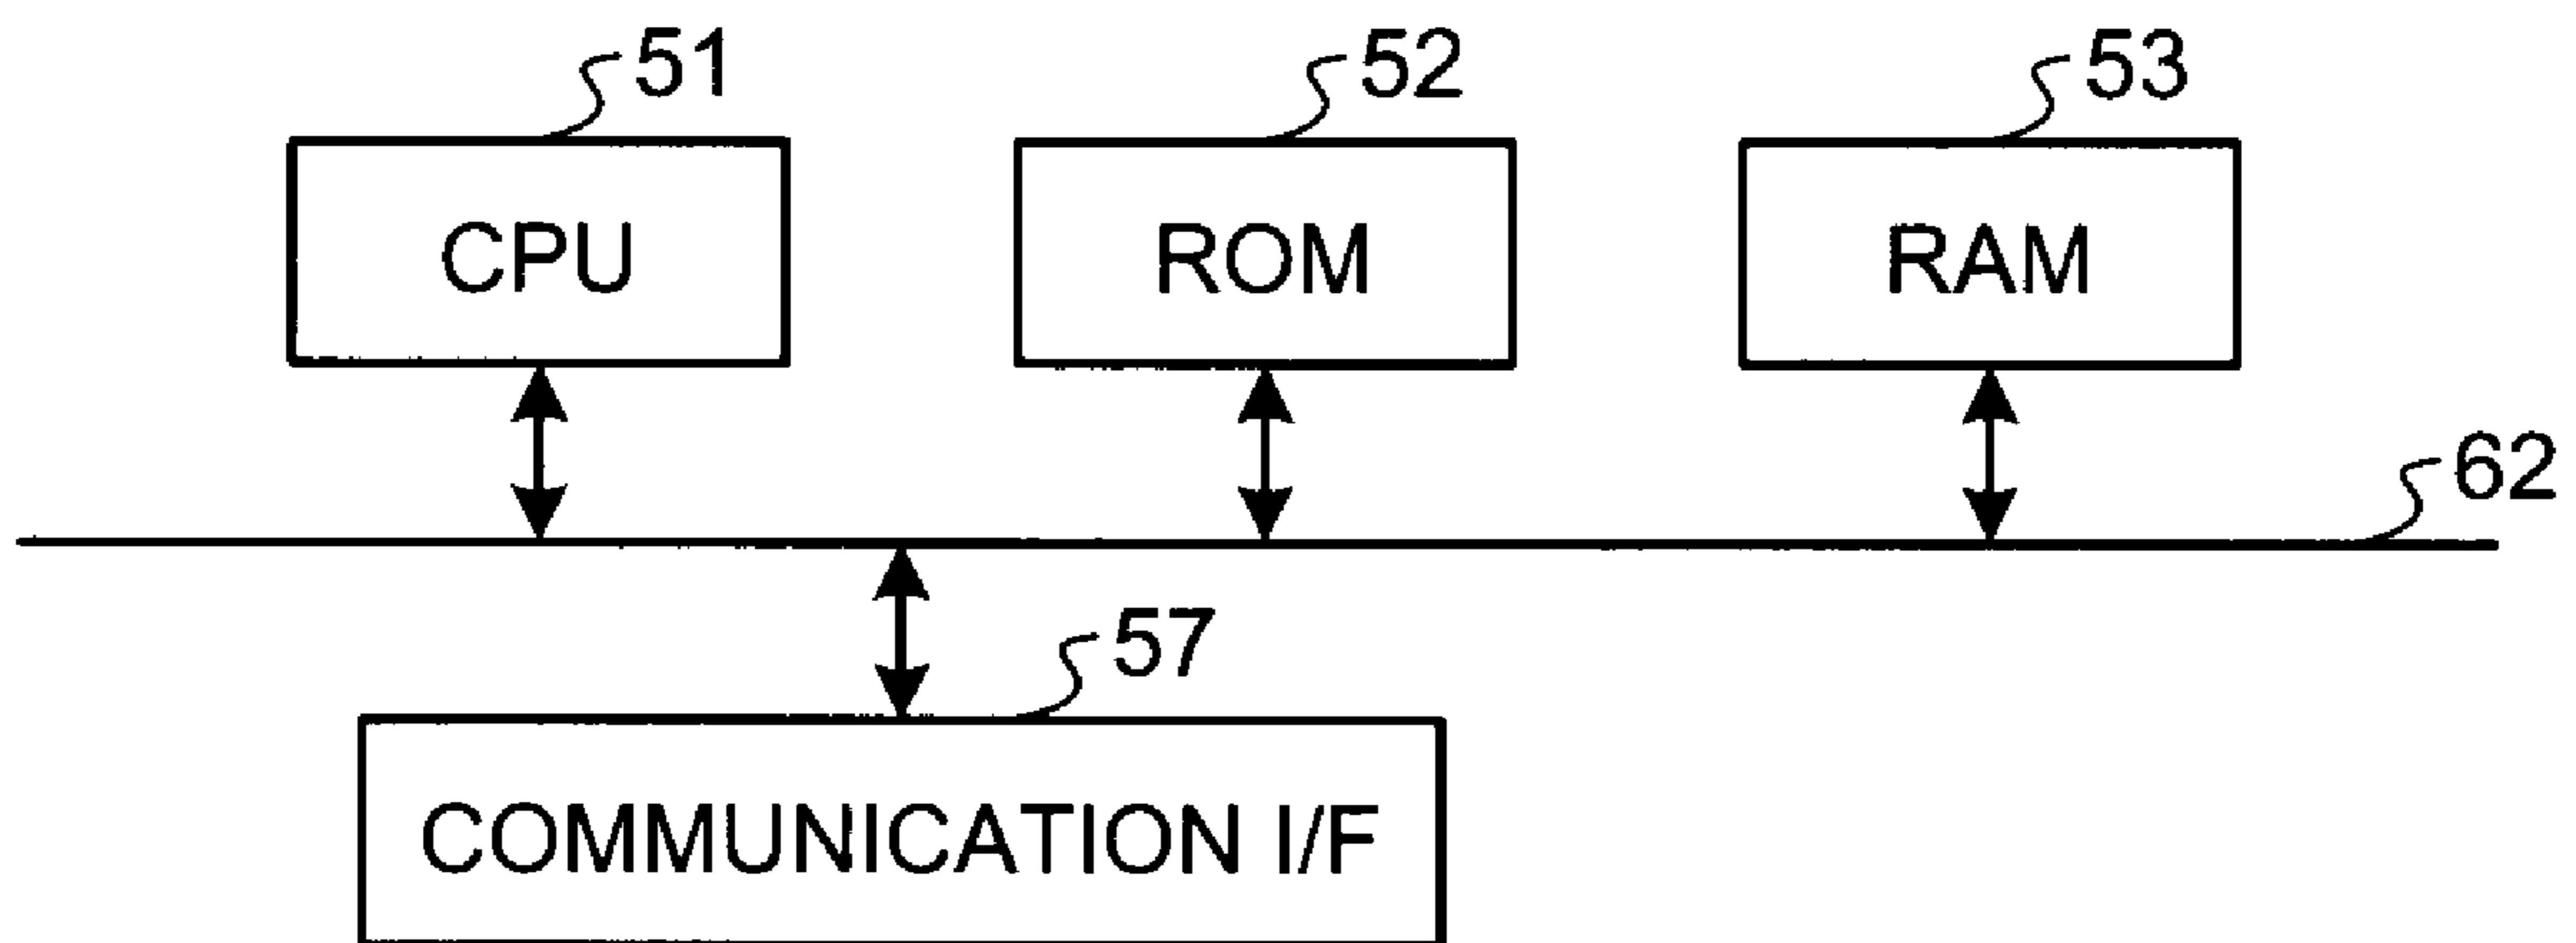 51
52
53
CPU
ROM
RAM
62
57
COMMUNICATION I/F